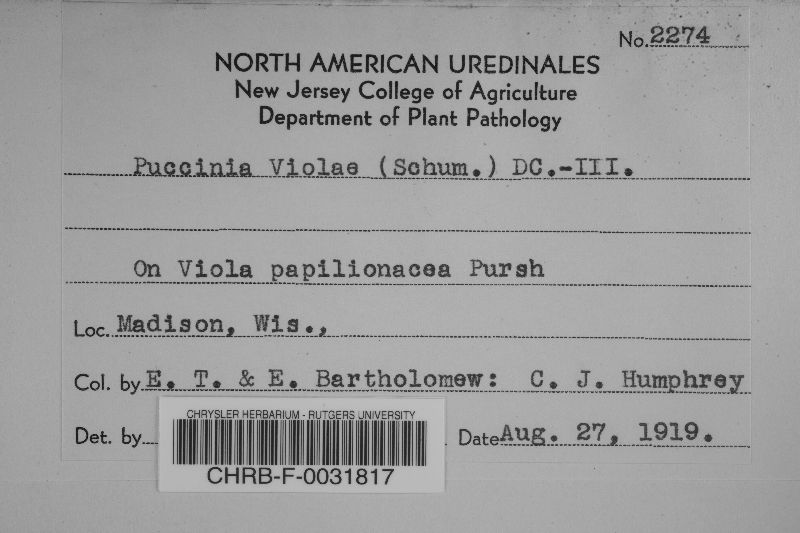 No. 2274
NORTH AMERICAN UREDINALES
New Jersey College of Agriculture
Department of Plant Pathology
Puccinia Violae (Schum.) DC.-III.
On Viola papilionacea Pursh
Loc. Madison, Wis.,
Col. by E. T. & E. Bartholomew: C. J. Humphrey
Det. by
Date Aug. 27, 1919.
CHRYSLER HERBARIUM - RUTGERS UNIVERSITY
CHRB-F-0031817